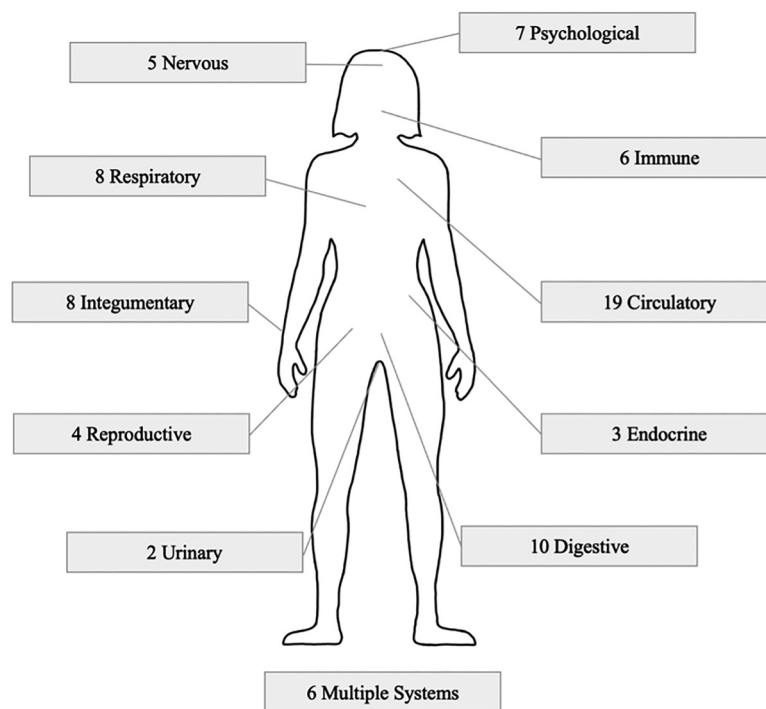 7 Psychological
5 Nervous
6 Immune
8 Respiratory
8 Integumentary
19 Circulatory
4 Reproductive
3 Endocrine
2 Urinary
10 Digestive
6 Multiple Systems